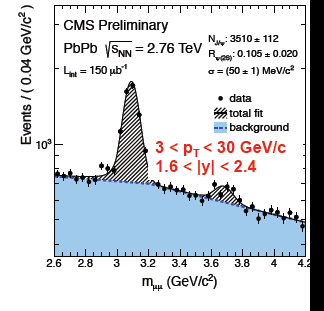 CMS Preliminary
PbPb √sNN = 2.76 TeV
Lint = 150 μb-1
NJ/ψ: 3510 ± 112
Rψ(2S): 0.105 ± 0.020
σ = (50 ± 1) MeV/c2
data
total fit
background
3 < pT < 30 GeV/c
1.6 < |y| < 2.4
Events / ( 0.04 GeV/c2 )
103
2.6 2.8 3 3.2 3.4 3.6 3.8 4 4.2
mμμ (GeV/c2)